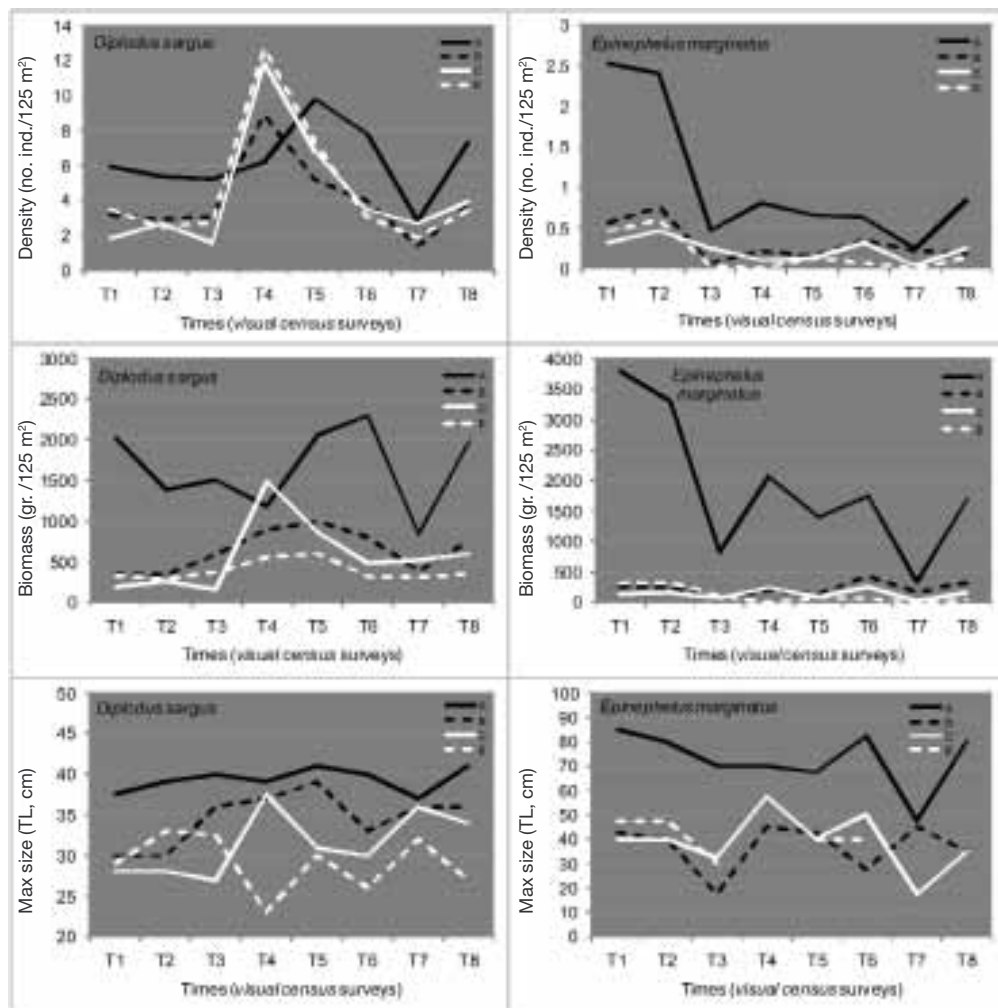 Diplodus sargus
Density (no. ind./125 m²)
14
12
10
8
6
4
2
0
A
B
T1 T2 T3 T4 T5 T6 T7 T8
Times (visual census surveys)
Epinephelus marginatus
Density (no. ind./125 m²)
3
2.5
2
1.5
1
0.5
0
T1 T2 T3 T4 T5 T6 T7 T8
Times (visual census surveys)
Diplodus sargus
Biomass (gr. /125 m²)
3000
2500
2000
1500
1000
500
0
A
B
T1 T2 T3 T4 T5 T6 T7 T8
Times (visual census surveys)
Epinephelus
marginatus
Biomass (gr. /125 m²)
4000
3500
3000
2500
2000
1500
1000
500
0
T1 T2 T3 T4 T5 T6 T7 T8
Times (visual census surveys)
Diplodus sargus
Max size (TL, cm)
50
45
40
35
30
25
20
T1 T2 T3 T4 T5 T6 T7 T8
Times (visual census surveys)
Epinephelus marginatus
Max size (TL, cm)
100
90
80
70
60
50
40
30
20
10
0
T1 T2 T3 T4 T5 T6 T7 T8
Times (visual census surveys)